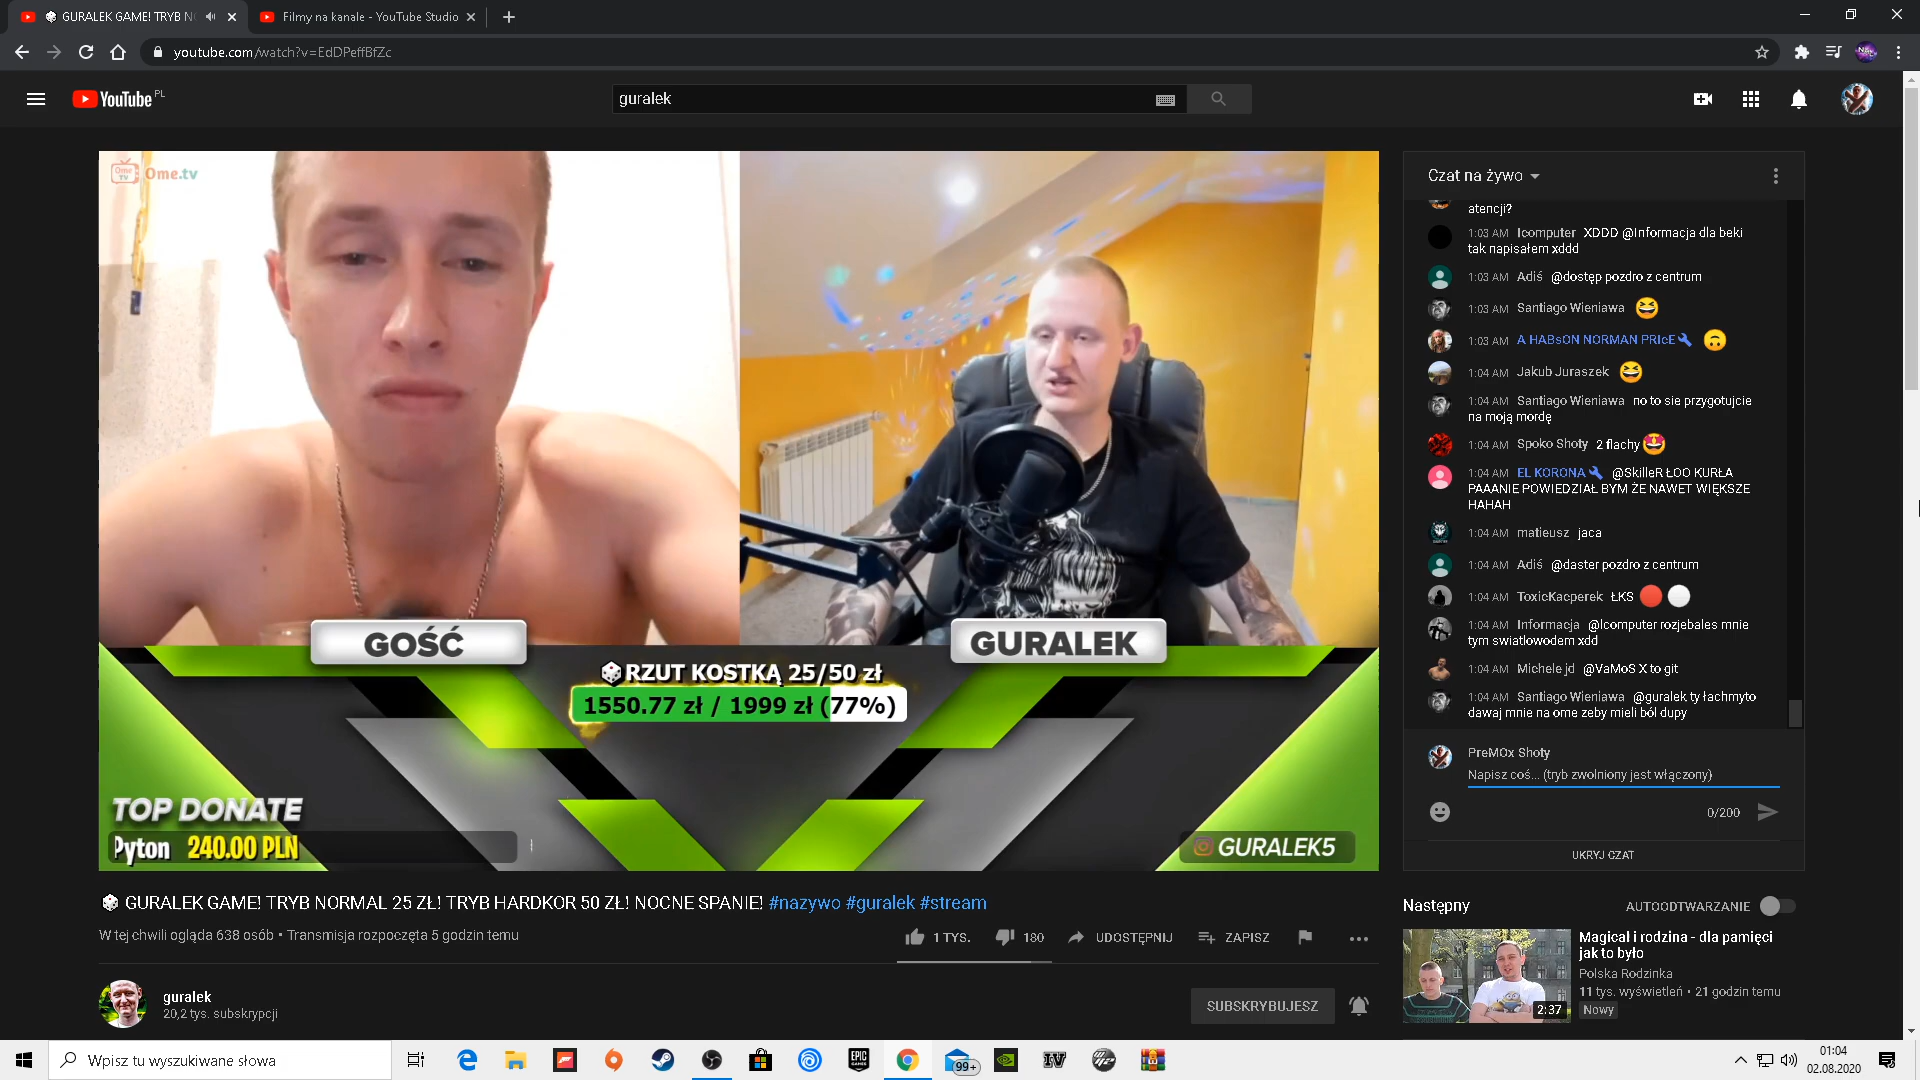 GURALEK GAME! TRYB N
Filmy na kanale - YouTube Studio
youtube.com/watch?v=EdDPeffBfZc
YouTube PL
guralek
Ome.tv
GOŚĆ
GURALEK
RZUT KOSTKĄ 25/50 zł
1550.77 zł / 1999 zł (77%)
TOP DONATE
Pyton 240.00 PLN
GURALEK5
Czat na żywo
atencji?
1:03 AM Icomputer XDDD @Informacja dla beki
tak napisałem xddd
1:03 AM Adiś @dostęp pozdro z centrum
1:03 AM Santiago Wieniawa 😆
1:03 AM A HABsON NORMAN PRIcE 🙃
1:04 AM Jakub Juraszek 😆
1:04 AM Santiago Wieniawa no to sie przygotujcie
na moją mordę
1:04 AM Spoko Shoty 2 flachy 🤩
1:04 AM EL KORONA @SkilleR ŁOO KURŁA
PAAANIE POWIEDZIAŁ BYM ŻE NAWET WIĘKSZE
HAHAH
1:04 AM mateusz jaca
1:04 AM Adiś @daster pozdro z centrum
1:04 AM ToxicKacperek ŁKS 🔴⚪
1:04 AM Informacja @Icomputer rozjebales mnie
tym swiatlowodem xdd
1:04 AM Michele jd @VaMoS X to git
1:04 AM Santiago Wieniawa @guralek ty łachmyto
dawaj mnie na ome zeby mieli ból dupy
PreMOx Shoty
Napisz coś... (tryb zwolniony jest włączony)
0/200
UKRYJ CZAT
🎲 GURALEK GAME! TRYB NORMAL 25 ZŁ! TRYB HARDKOR 50 ZŁ! NOCNE SPANIE! #nazywo #guralek #stream
W tej chwili ogląda 638 osób • Transmisja rozpoczęta 5 godzin temu
1 TYS. 180 UDOSTĘPNIJ ZAPISZ
guralek
20,2 tys. subskrypcji
SUBSKRYBUJESZ
Następny AUTOODTWARZANIE
Magical i rodzina - dla pamięci
jak to było
Polska Rodzinka
11 tys. wyświetleń • 21 godzin temu
Nowy
2:37
Wpisz tu wyszukiwane słowa
EPIC GAMES
99+
IV
01:04
02.08.2020